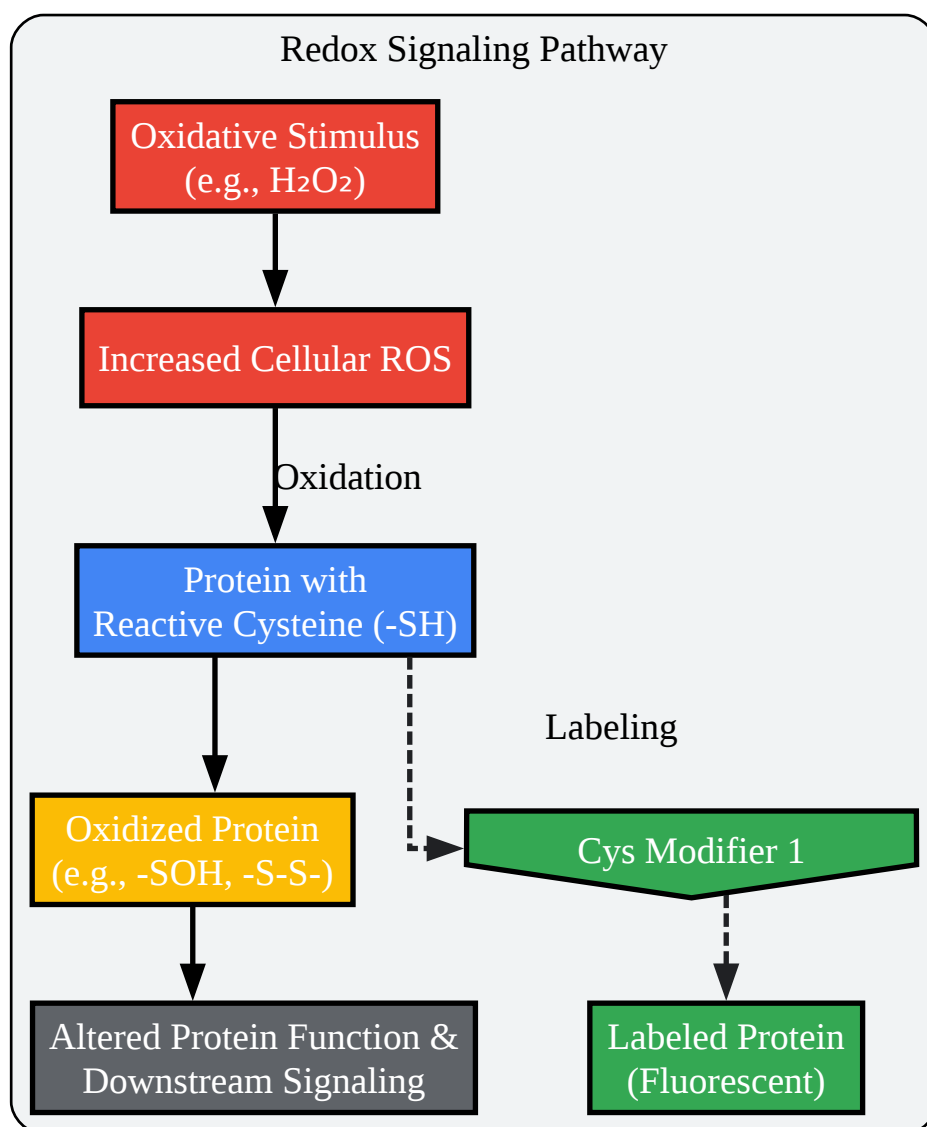 Redox Signaling Pathway
Oxidative Stimulus
(e.g., H₂O₂)
Increased Cellular ROS
Oxidation
Protein with
Reactive Cysteine (-SH)
Labeling
Oxidized Protein
(e.g., -SOH, -S-S-)
Cys Modifier 1
Altered Protein Function &
Downstream Signaling
Labeled Protein
(Fluorescent)